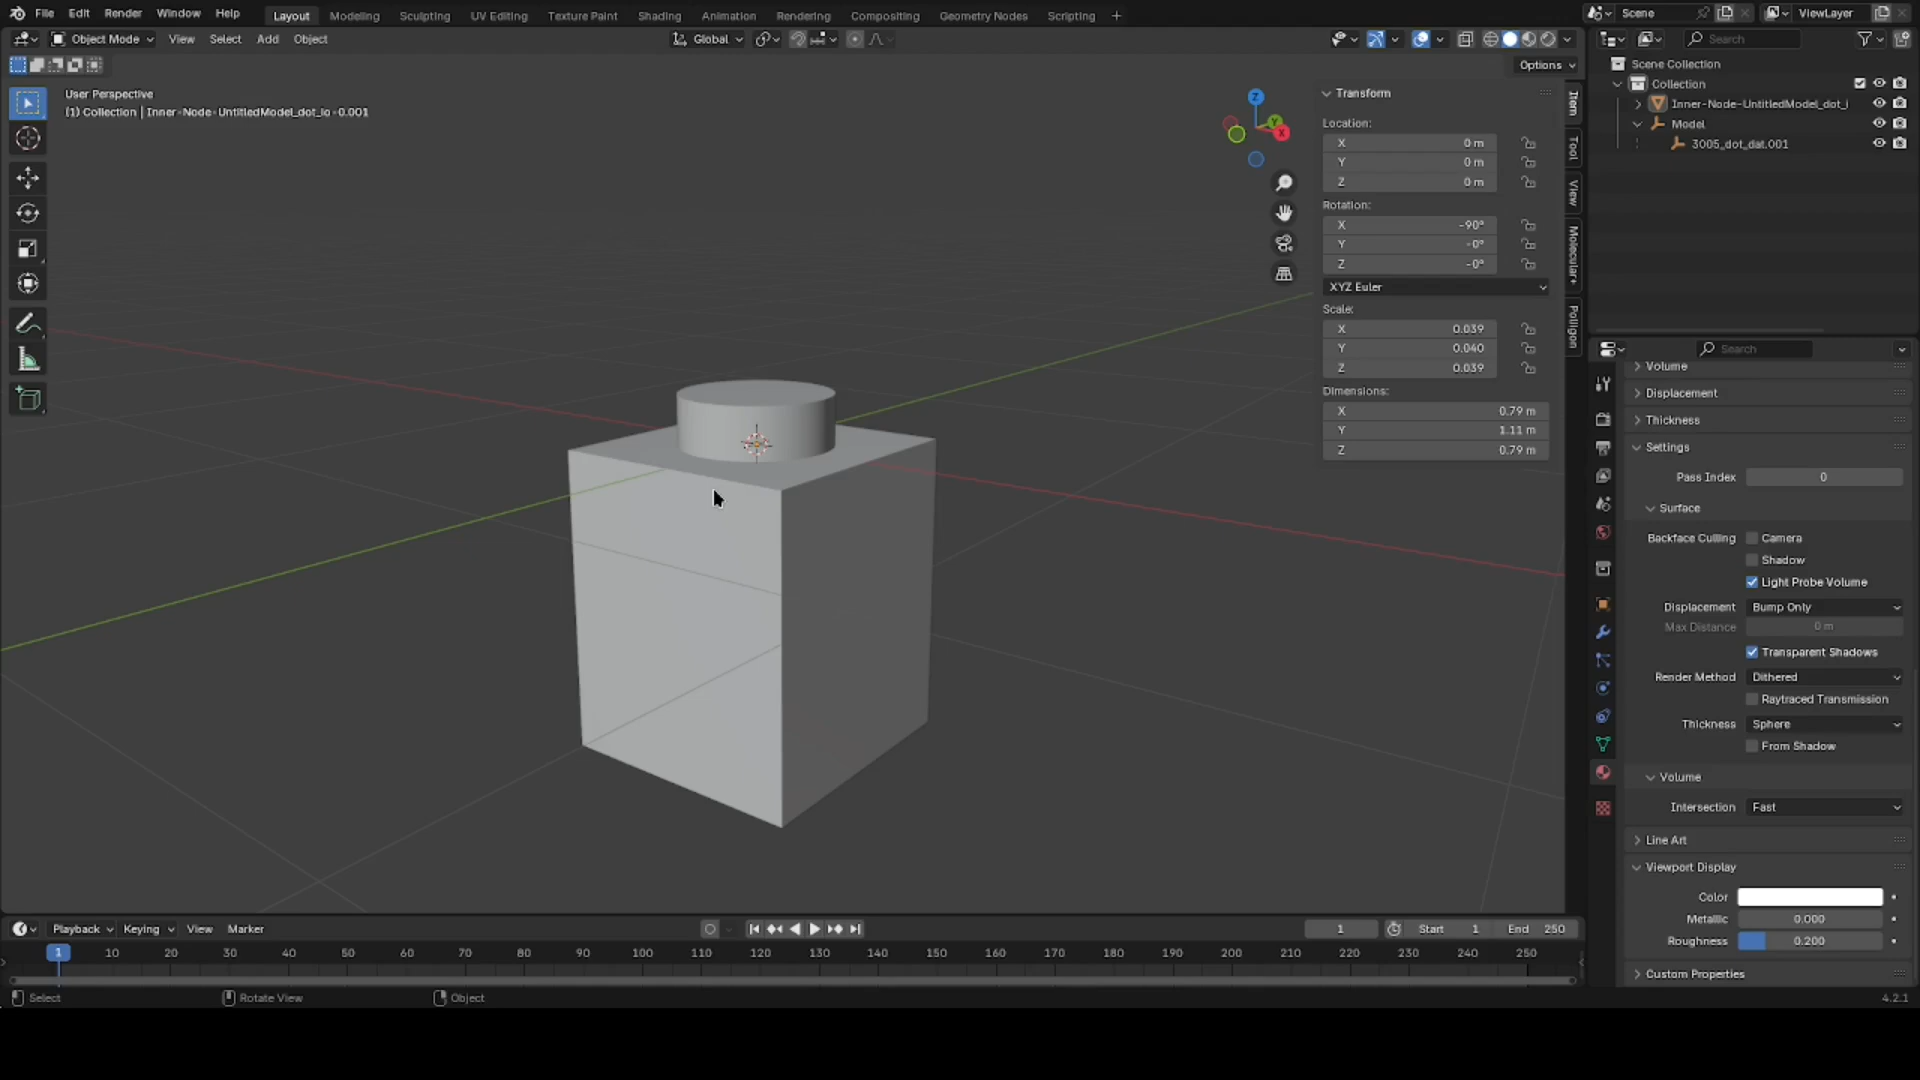 File Edit Render Window Help Layout Modeling Sculpting UV Editing Texture Paint Shading Animation Rendering Compositing Geometry Nodes Scripting + Scene ViewLayer
Object Mode View Select Add Object Global Search
Options
User Perspective
(1) Collection | Inner-Node-UntitledModel_dot_io-0.001
Z
Y
X
Transform
Location:
X 0 m
Y 0 m
Z 0 m
Rotation:
X -90°
Y -0°
Z -0°
XYZ Euler
Scale:
X 0.039
Y 0.040
Z 0.039
Dimensions:
X 0.79 m
Y 1.11 m
Z 0.79 m
Item
Tool
View
Molecular+
Poliigon
Scene Collection
Collection
Inner-Node-UntitledModel_dot_i
Model
3005_dot_dat.001
Search
Volume
Displacement
Thickness
Settings
Pass Index 0
Surface
Backface Culling Camera
Shadow
Light Probe Volume
Displacement Bump Only
Max Distance 0 m
Transparent Shadows
Render Method Dithered
Raytraced Transmission
Thickness Sphere
From Shadow
Volume
Intersection Fast
Line Art
Viewport Display
Color
Metallic 0.000
Roughness 0.200
Custom Properties
Playback Keying View Marker 1 Start 1 End 250
1 10 20 30 40 50 60 70 80 90 100 110 120 130 140 150 160 170 180 190 200 210 220 230 240 250
Select Rotate View Object 4.2.1